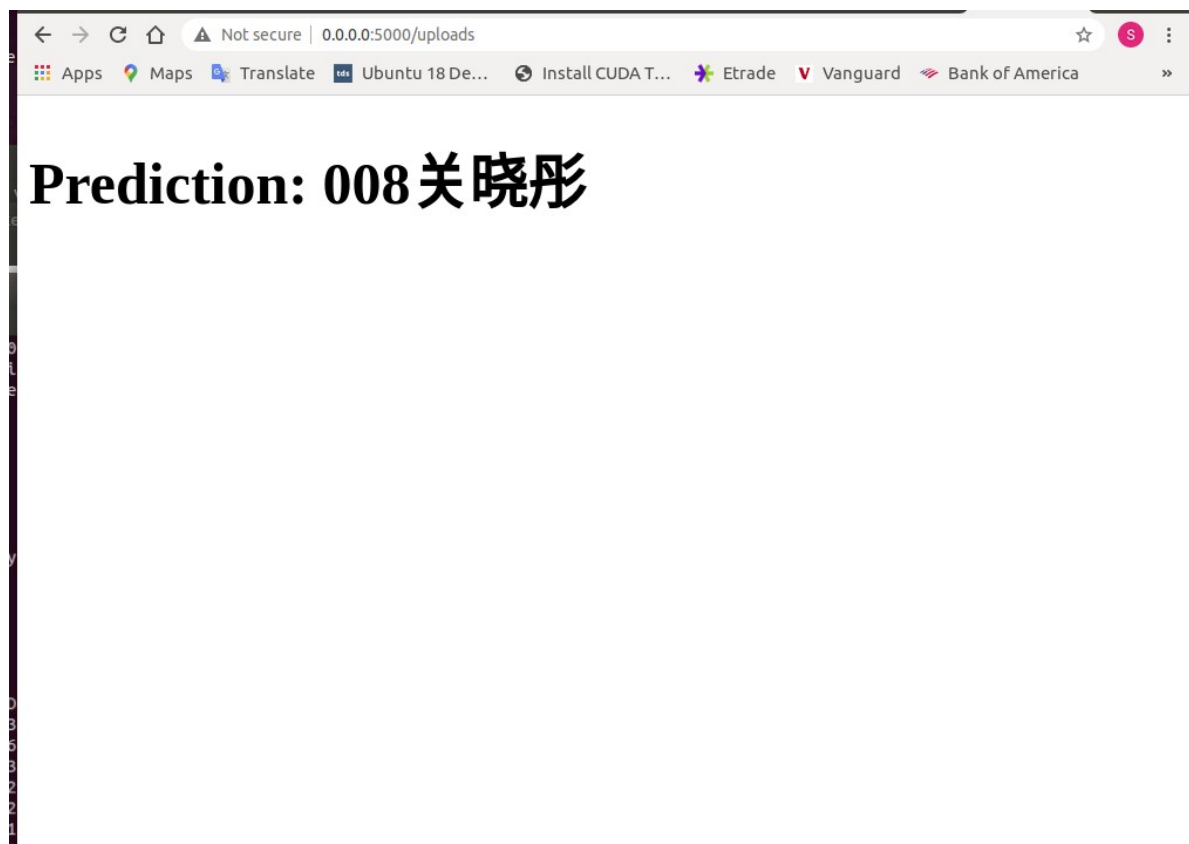 Not secure | 0.0.0.0:5000/uploads
S
Apps Maps Translate tds Ubuntu 18 De... Install CUDA T... Etrade V Vanguard Bank of America »
Prediction: 008关晓彤